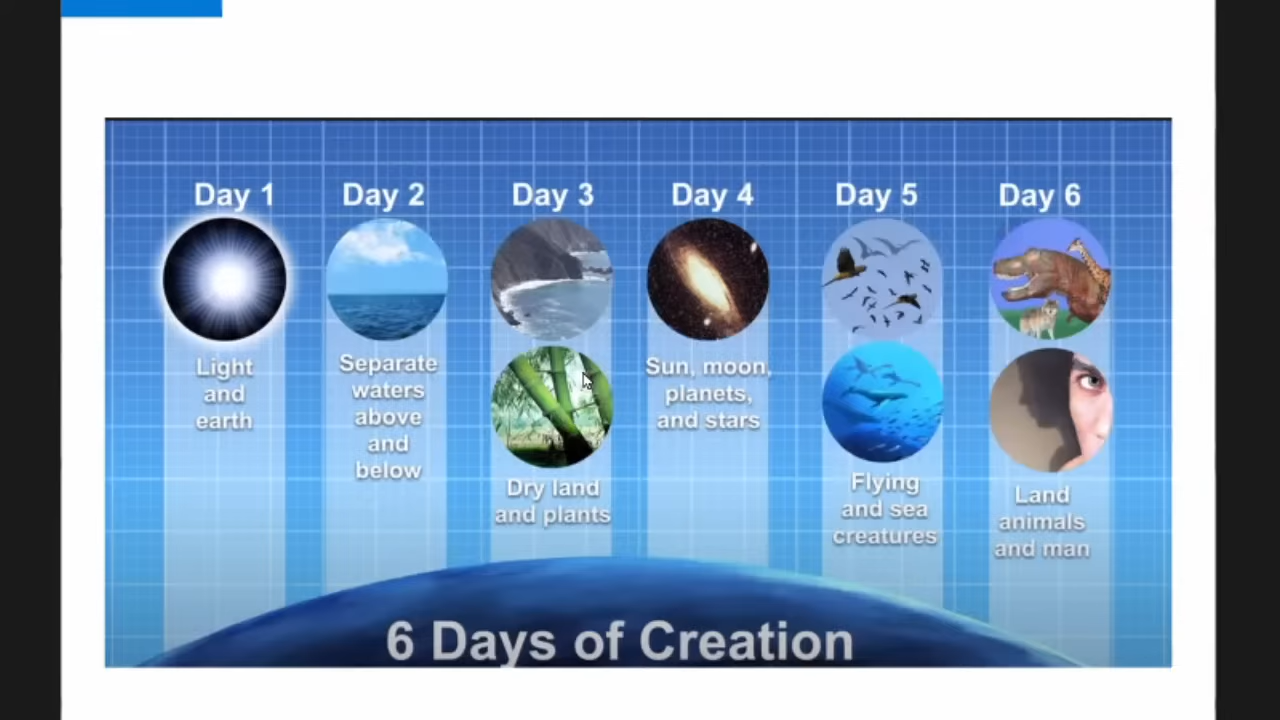 Day 1
Light
and
earth
Day 2
Separate
waters
above
and
below
Day 3
Dry land
and plants
Day 4
Sun, moon,
planets,
and stars
Day 5
Flying
and sea
creatures
Day 6
Land
animals
and man
6 Days of Creation